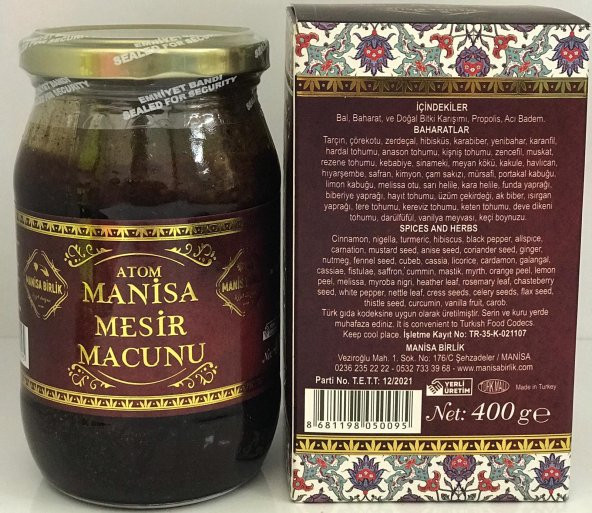 EMNİYET BANDI
SEALED FOR SECURITY
EMNİYET BANDI
SEALED FOR SECURITY
MANİSA BİRLİK
ATOM
MANİSA
MESİR
MACUNU
İÇİNDEKİLER
Bal, Baharat, ve Doğal Bitki Karışımı, Propolis, Acı Badem.
BAHARATLAR
Tarçın, çörekotu, zerdeçal, hibisküs, karabiber, yenibahar, karanfil,
hardal tohumu, anason tohumu, kişniş tohumu, zencefil, muskat,
rezene tohumu, kebabiye, sinameki, meyan kökü, kakule, havlican,
hıyarşembe, safran, kimyon, çam sakızı, mürsafi, portakal kabuğu,
limon kabuğu, melissa otu, sarı helile, kara helile, funda yaprağı,
biberiye yaprağı, hayıt tohumu, üzüm çekirdeği, ak biber, ısırgan
yaprağı, tere tohumu, kereviz tohumu, keten tohumu, deve dikeni
tohumu, darülfülfül, vanilya meyvası, keçi boynuzu.
SPICES AND HERBS
Cinnamon, nigella, turmeric, hibiscus, black pepper, allspice,
carnation, mustard seed, anise seed, coriander seed, ginger,
nutmeg, fennel seed, cubeb, cassia, licorice, cardamon, galangal,
cassiae, fistulae, saffron, cummin, mastik, myrth, orange peel, lemon
peel, melissa, myroba nigri, heather leaf, rosemary leaf, chasteberry
seed, white pepper, nettle leaf, cress seeds, celery seeds, flax seed,
thistle seed, curcumin, vanilla fruit, carob.
Türk gıda kodeksine uygun olarak üretilmiştir. Serin ve kuru yerde
muhafaza ediniz. It is convenient to Turkish Food Codecs.
Keep cool place. İşletme Kayıt No: TR-35-K-021107
MANİSA BİRLİK
Veziroğlu Mah. 1. Sok. No: 176/C Şehzadeler / MANİSA
0236 235 22 22 - 0532 733 39 68 - www.manisabirlik.com
Parti No. T.E.T.T: 12/2021
YERLİ
ÜRETİM
TÜRK MALI
Made in Turkey
8 681198 050095
Net: 400 g e